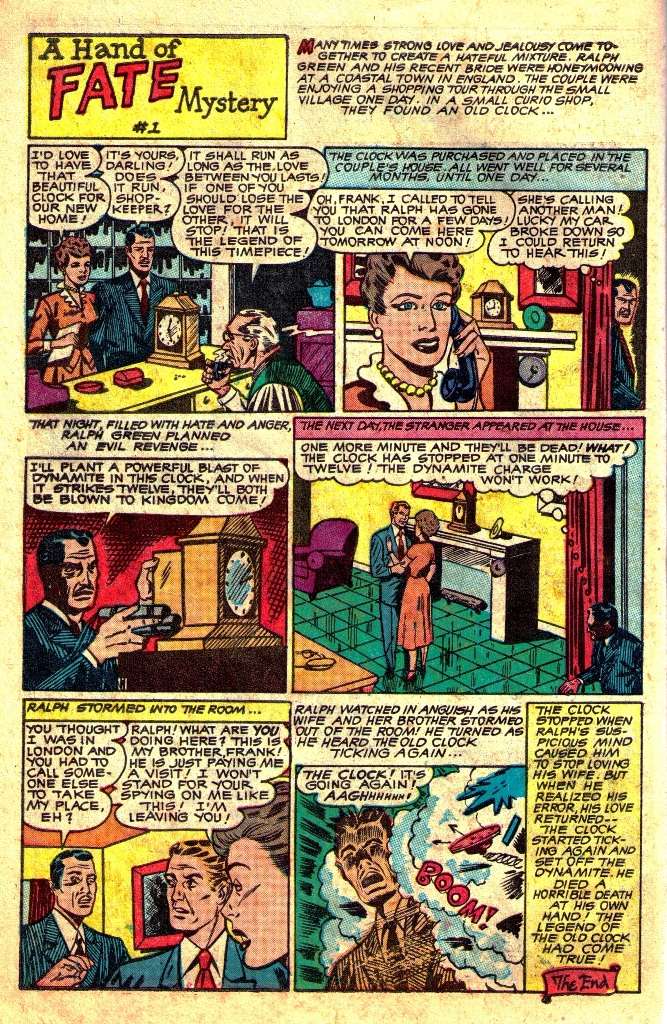 A Hand of
FATE
Mystery
#1
MANY TIMES STRONG LOVE AND JEALOUSY COME TO-
GETHER TO CREATE A HATEFUL MIXTURE. RALPH
GREEN AND HIS RECENT BRIDE WERE HONEYMOONING
AT A COASTAL TOWN IN ENGLAND. THE COUPLE WERE
ENJOYING A SHOPPING TOUR THROUGH THE SMALL
VILLAGE ONE DAY. IN A SMALL CURIO SHOP,
THEY FOUND AN OLD CLOCK...
I'D LOVE
TO HAVE
THAT
BEAUTIFUL
CLOCK FOR
OUR NEW
HOME!
IT'S YOURS,
DARLING!
DOES
IT RUN,
SHOP-
KEEPER?
IT SHALL RUN AS
LONG AS THE LOVE
BETWEEN YOU LASTS!
IF ONE OF YOU
SHOULD LOSE THE
LOVE FOR THE
OTHER, IT WILL
STOP! THAT IS
THE LEGEND OF
THIS TIMEPIECE!
THE CLOCK WAS PURCHASED AND PLACED IN THE
COUPLE'S HOUSE. ALL WENT WELL FOR SEVERAL
MONTHS, UNTIL ONE DAY...
OH, FRANK, I CALLED TO TELL
YOU THAT RALPH HAS GONE
TO LONDON FOR A FEW DAYS!
YOU CAN COME HERE
TOMORROW AT NOON!
SHE'S CALLING
ANOTHER MAN!
LUCKY MY CAR
BROKE DOWN SO
I COULD RETURN
TO HEAR THIS!
THAT NIGHT, FILLED WITH HATE AND ANGER,
RALPH GREEN PLANNED
AN EVIL REVENGE...
I'LL PLANT A POWERFUL BLAST OF
DYNAMITE IN THIS CLOCK, AND WHEN
IT STRIKES TWELVE, THEY'LL BOTH
BE BLOWN TO KINGDOM COME!
THE NEXT DAY, THE STRANGER APPEARED AT THE HOUSE...
ONE MORE MINUTE AND THEY'LL BE DEAD! WHAT!
THE CLOCK HAS STOPPED AT ONE MINUTE TO
TWELVE! THE DYNAMITE CHARGE
WON'T WORK!
RALPH STORMED INTO THE ROOM...
YOU THOUGHT
I WAS IN
LONDON AND
YOU HAD TO
CALL SOME-
ONE ELSE
TO TAKE
MY PLACE,
EH?
RALPH! WHAT ARE YOU
DOING HERE? THIS IS
MY BROTHER, FRANK!
HE IS JUST PAYING ME
A VISIT! I WON'T
STAND FOR YOUR
SPYING ON ME LIKE
THIS! I'M
LEAVING YOU!
RALPH WATCHED IN ANGUISH AS HIS
WIFE AND HER BROTHER STORMED
OUT OF THE ROOM! HE TURNED AS
HE HEARD THE OLD CLOCK
TICKING AGAIN...
THE CLOCK! IT'S
GOING AGAIN!
AAGHHHHHH!
BOOM!
THE CLOCK
STOPPED WHEN
RALPH'S SUS-
PICIOUS MIND
CAUSED HIM
TO STOP LOVING
HIS WIFE. BUT
WHEN HE
REALIZED HIS
ERROR, HIS LOVE
RETURNED--
THE CLOCK
STARTED TICK-
ING AGAIN AND
SET OFF THE
DYNAMITE. HE
DIED A
HORRIBLE DEATH
AT HIS OWN
HAND! THE
LEGEND OF
THE OLD CLOCK
HAD COME
TRUE!
The End